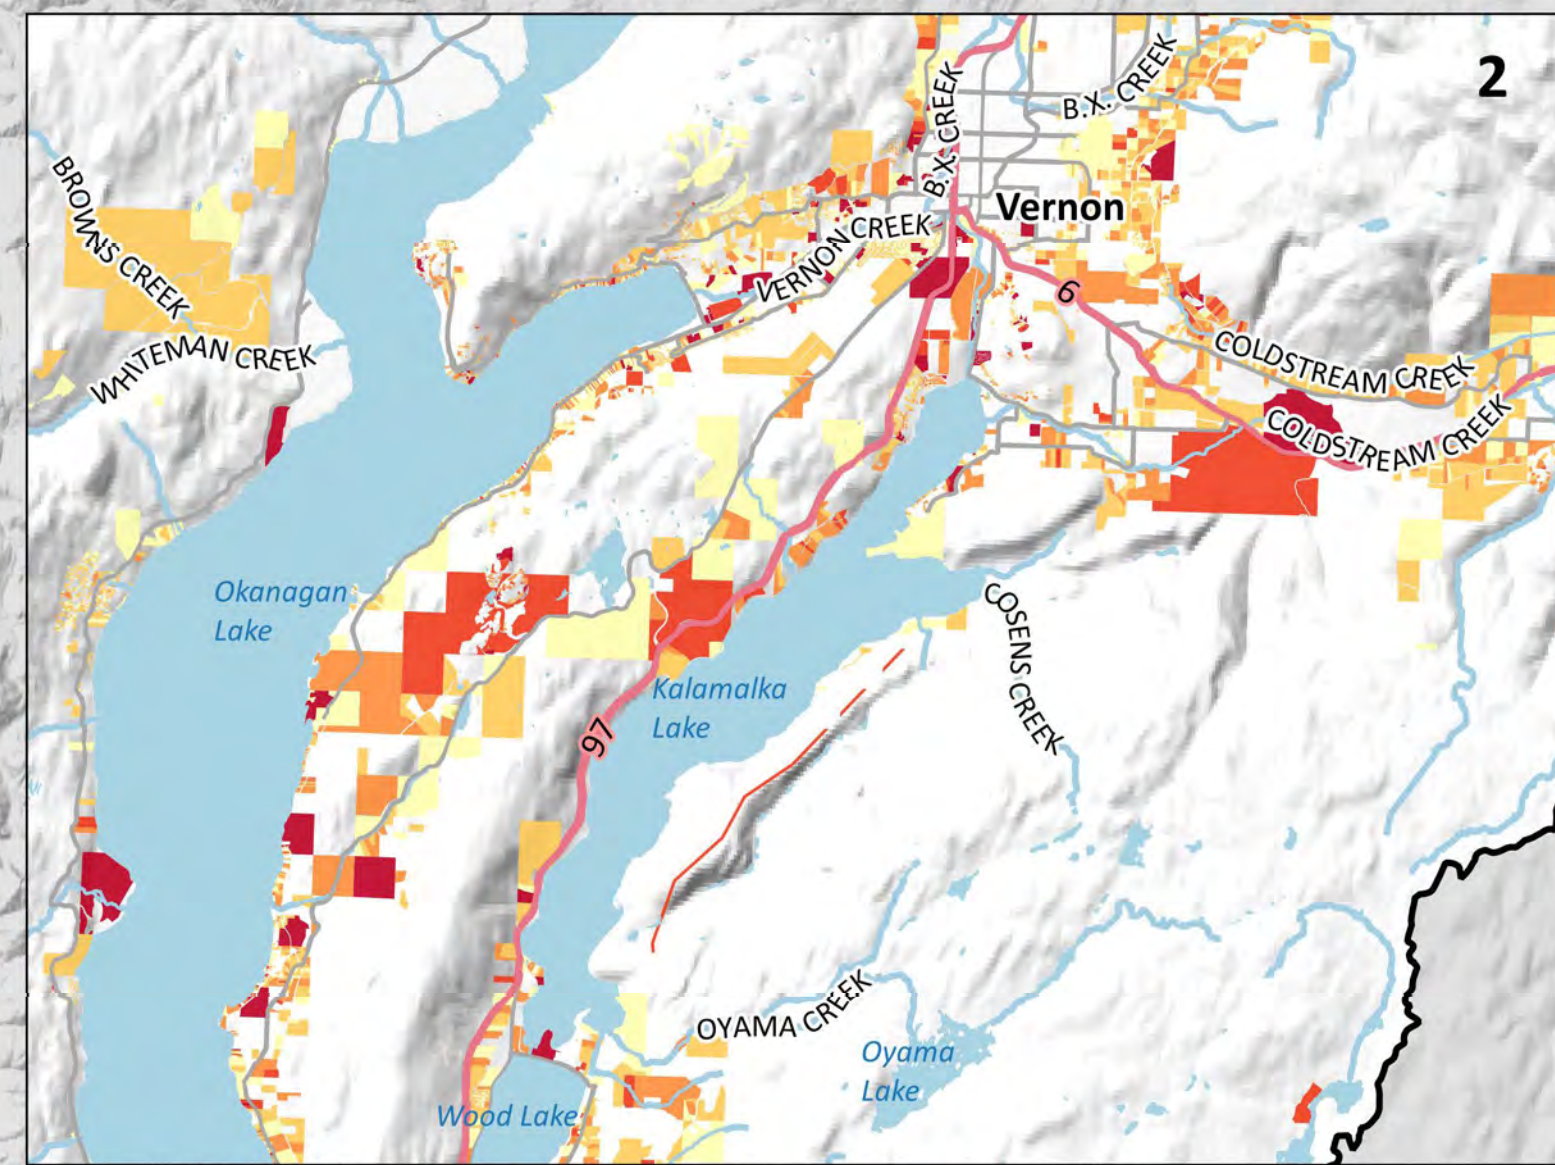 2
B.X. CREEK
B.X. CREEK
BROWNS CREEK
Vernon
VERNON CREEK
6
WHITEMAN CREEK
COLDSTREAM CREEK
COLDSTREAM CREEK
Okanagan
Lake
COSENS CREEK
Kalamalka
Lake
97
OYAMA CREEK
Oyama
Lake
Wood Lake